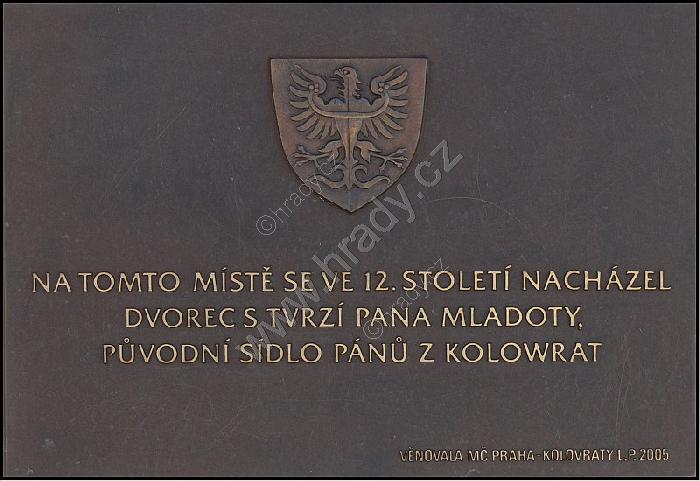 NA TOMTO MÍSTĚ SE VE 12. STOLETÍ NACHÁZEL
DVOREC S TVRZÍ PANA MLADOTY,
PŮVODNÍ SÍDLO PÁNŮ Z KOLOWRAT
VĚNOVALA MČ PRAHA-KOLOVRATY L.P. 2005
©hrady.cz
www.hrady.cz
©hrady.cz